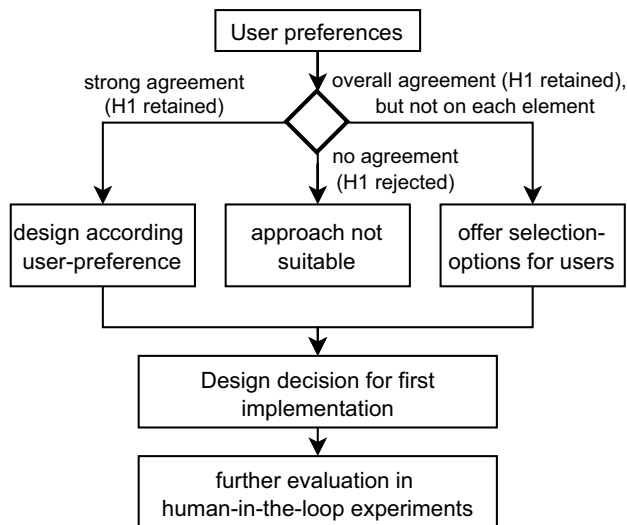 User preferences
strong agreement
(H1 retained)
overall agreement (H1 retained),
but not on each element
no agreement
(H1 rejected)
design according
user-preference
approach not
suitable
offer selection-
options for users
Design decision for first
implementation
further evaluation in
human-in-the-loop experiments